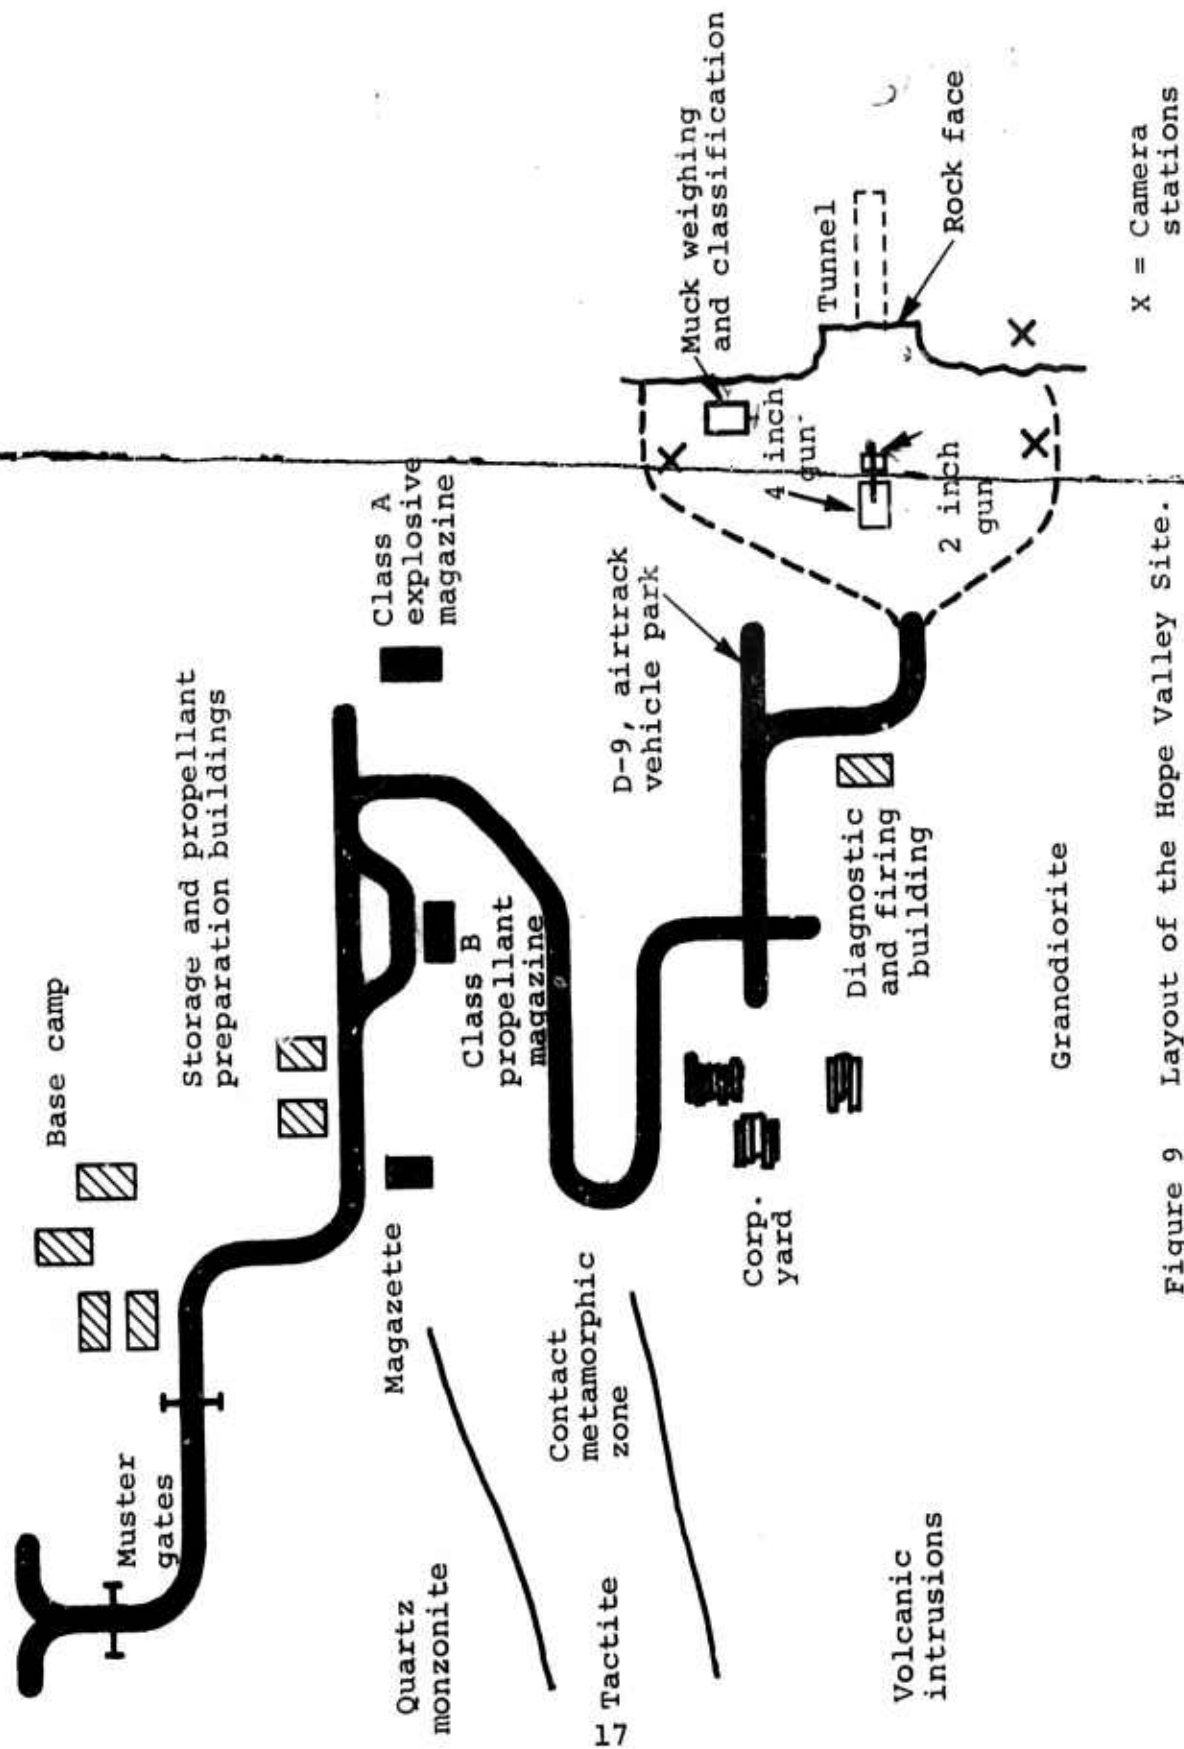 Muster
gates
Base camp
Storage and propellant
preparation buildings
Class A
explosive
magazine
Magazette
Class B
propellant
magazine
Quartz
monzonite
Contact
metamorphic
zone
Tactite
Volcanic
intrusions
Corp.
yard
D-9, airtrack
vehicle park
Diagnostic
and firing
building
Granodiorite
Muck weighing
and classification
Tunnel
4 inch
gun
2 inch
gun
Rock face
X
X
X
X = Camera
stations
Figure 9 Layout of the Hope Valley Site.
17